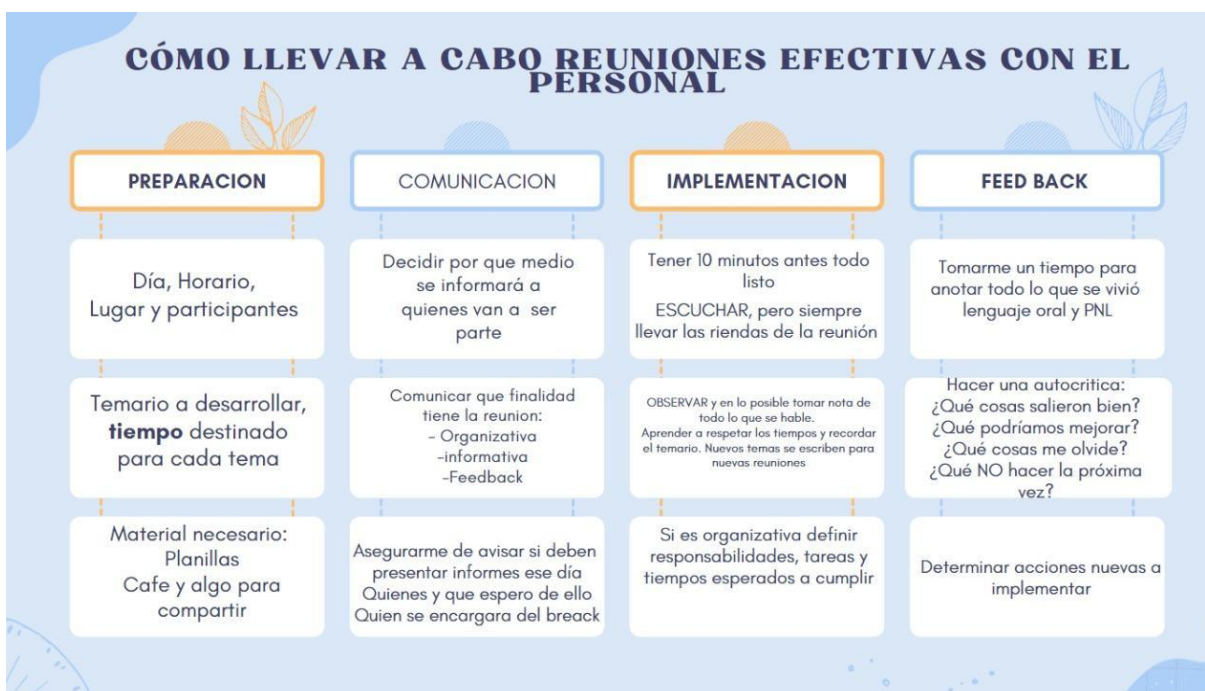 CÓMO LLEVAR A CABO REUNIONES EFECTIVAS CON EL
PERSONAL
PREPARACION
Día, Horario,
Lugar y participantes
Temario a desarrollar,
tiempo destinado
para cada tema
Material necesario:
Planillas
Cafe y algo para
compartir
COMUNICACION
Decidir por que medio
se informará a
quienes van a ser
parte
Comunicar que finalidad
tiene la reunion:
- Organizativa
-informativa
-Feedback
Asegurarme de avisar si deben
presentar informes ese día
Quienes y que espero de ello
Quien se encargara del breack
IMPLEMENTACION
Tener 10 minutos antes todo
listo
ESCUCHAR, pero siempre
llevar las riendas de la reunión
OBSERVAR y en lo posible tomar nota de
todo lo que se hable.
Aprender a respetar los tiempos y recordar
el temario. Nuevos temas se escriben para
nuevas reuniones
Si es organizativa definir
responsabilidades, tareas y
tiempos esperados a cumplir
FEED BACK
Tomarme un tiempo para
anotar todo lo que se vivió
lenguaje oral y PNL
Hacer una autocritica:
¿Qué cosas salieron bien?
¿Qué podríamos mejorar?
¿Qué cosas me olvide?
¿Qué NO hacer la próxima
vez?
Determinar acciones nuevas a
implementar